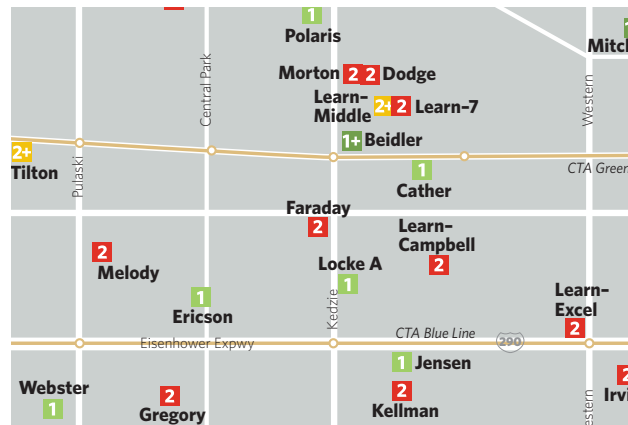 1
Polaris
Mitch
1
Central Park
Western
Morton 2 2 Dodge
Learn–
Middle 2+ 2 Learn–7
1+ Beidler
2+
Tilton
Pulaski
1
Cather
CTA Green
Faraday
2
Learn–
Campbell
2
2
Melody
Locke A
1
1
Ericson
Kedzie
Learn–
Excel
2
CTA Blue Line
290
Eisenhower Expwy
1 Jensen
Webster
1
2
Gregory
2
Kellman
2
Irvi
estern